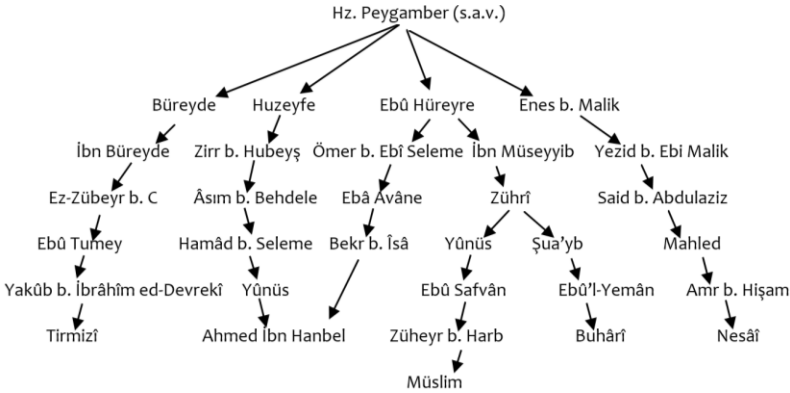 Hz. Peygamber (s.a.v.)
Büreyde Huzeyfe Ebû Hüreyre Enes b. Malik
İbn Büreyde Zirr b. Hubeyş Ömer b. Ebî Seleme İbn Müseyyib Yezid b. Ebi Malik
Ez-Zübeyr b. C Âsım b. Behdele Ebâ Avâne Zührî Said b. Abdulaziz
Ebû Tumey Hamâd b. Seleme Bekr b. Îsâ Yûnüs Şua'yb Mahled
Yakûb b. İbrâhîm ed-Devrekî Yûnüs Ebû Safvân Ebû'l-Yemân Amr b. Hişam
Tirmizî Ahmed İbn Hanbel Züheyr b. Harb Buhârî Nesâî
Müslim